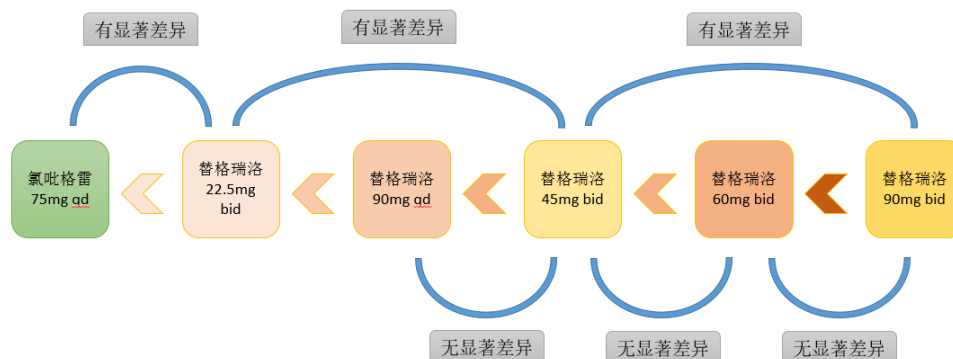 有显著差异
有显著差异
有显著差异
氯吡格雷
75mg qd
替格瑞洛
22.5mg
bid
替格瑞洛
90mg qd
替格瑞洛
45mg bid
替格瑞洛
60mg bid
替格瑞洛
90mg bid
无显著差异
无显著差异
无显著差异